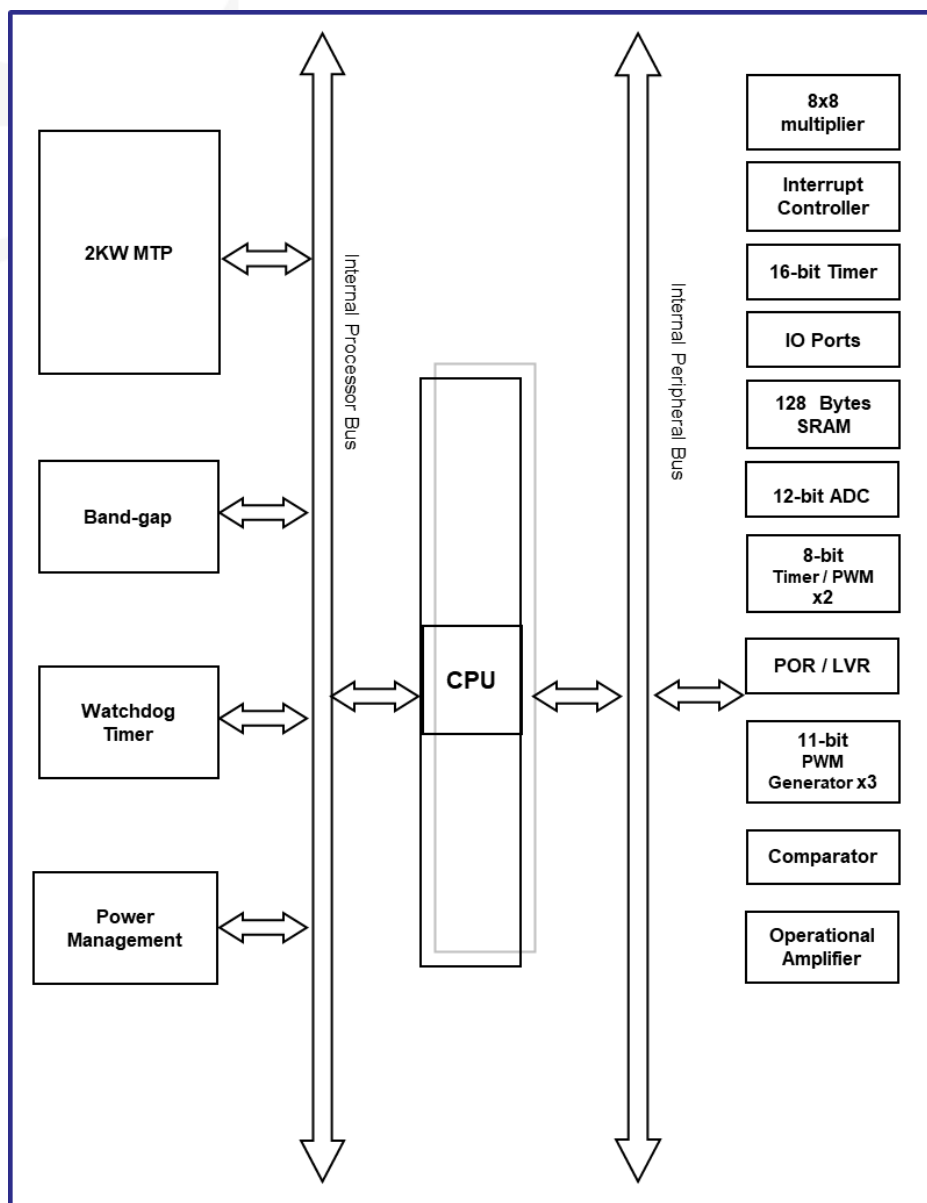 2KW MTP
Band-gap
Watchdog
Timer
Power
Management
Internal Processor Bus
CPU
Internal Peripheral Bus
8x8
multiplier
Interrupt
Controller
16-bit Timer
IO Ports
128 Bytes
SRAM
12-bit ADC
8-bit
Timer / PWM
x2
POR / LVR
11-bit
PWM
Generator x3
Comparator
Operational
Amplifier